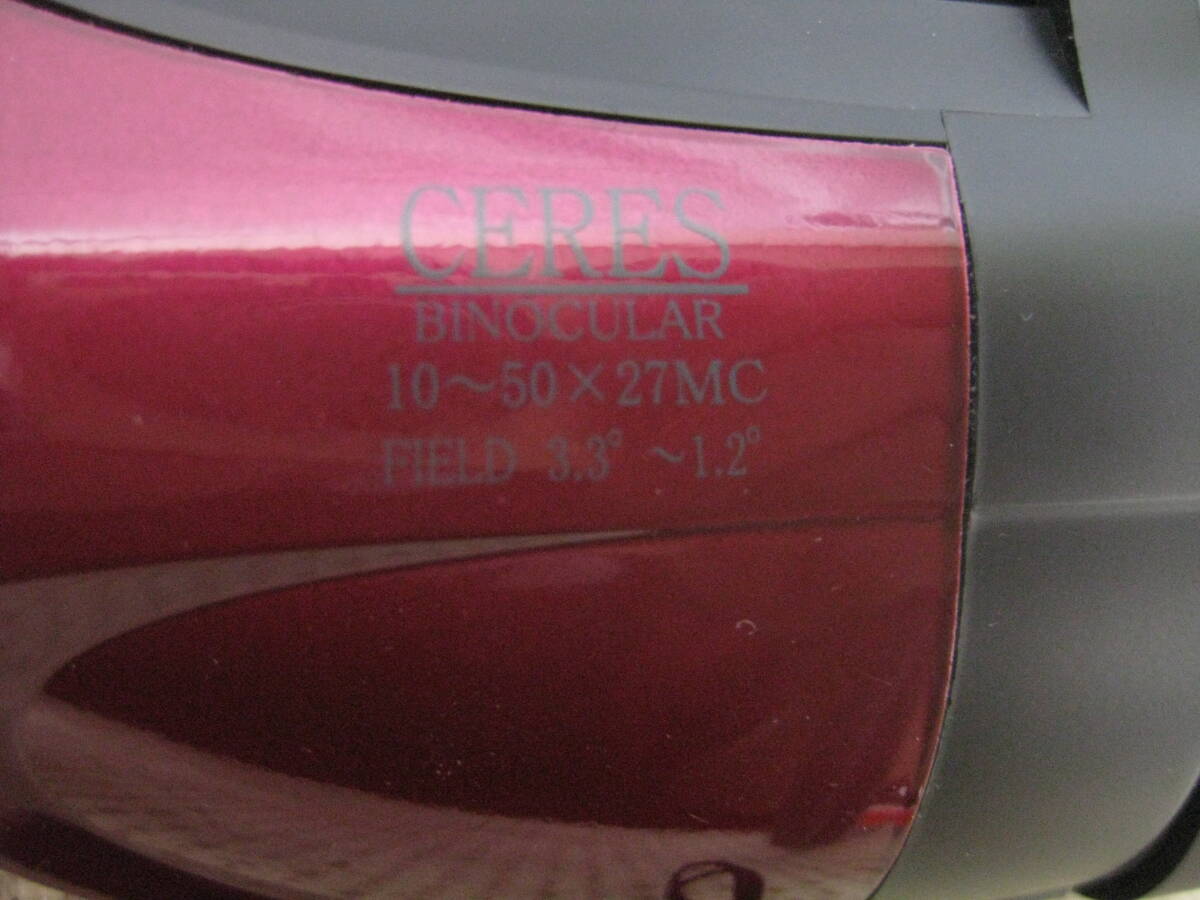 CERES
BINOCULAR
10～50×27MC
FIELD 3.3° ～1.2°